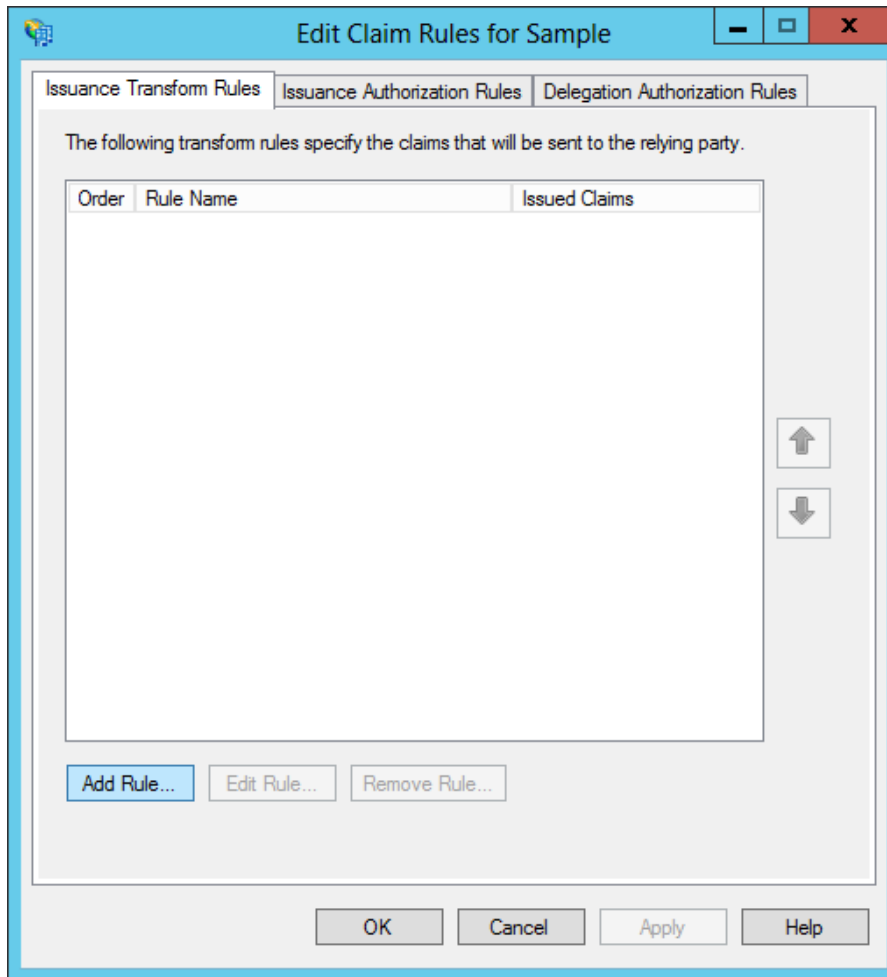 Edit Claim Rules for Sample
Issuance Transform Rules Issuance Authorization Rules Delegation Authorization Rules
The following transform rules specify the claims that will be sent to the relying party.
Order Rule Name Issued Claims
Add Rule... Edit Rule... Remove Rule...
OK Cancel Apply Help